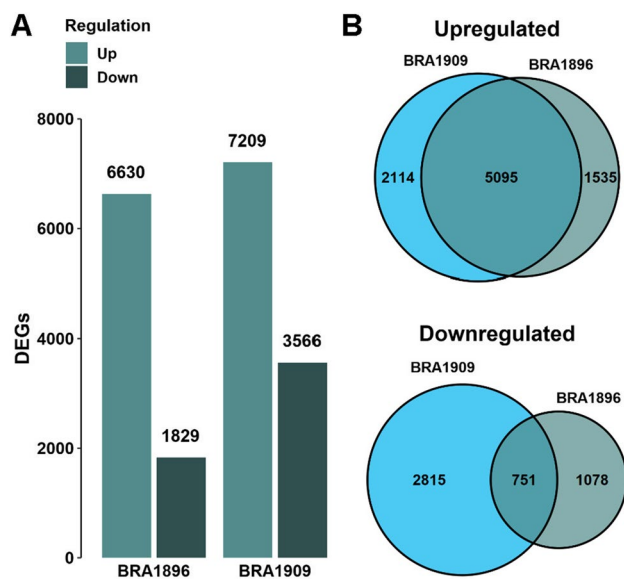 A
Regulation
Up
Down
8000
6000
4000
2000
0
DEGs
6630
1829
7209
3566
BRA1896
BRA1909
B
Upregulated
BRA1909
BRA1896
2114
5095
1535
Downregulated
BRA1909
BRA1896
2815
751
1078